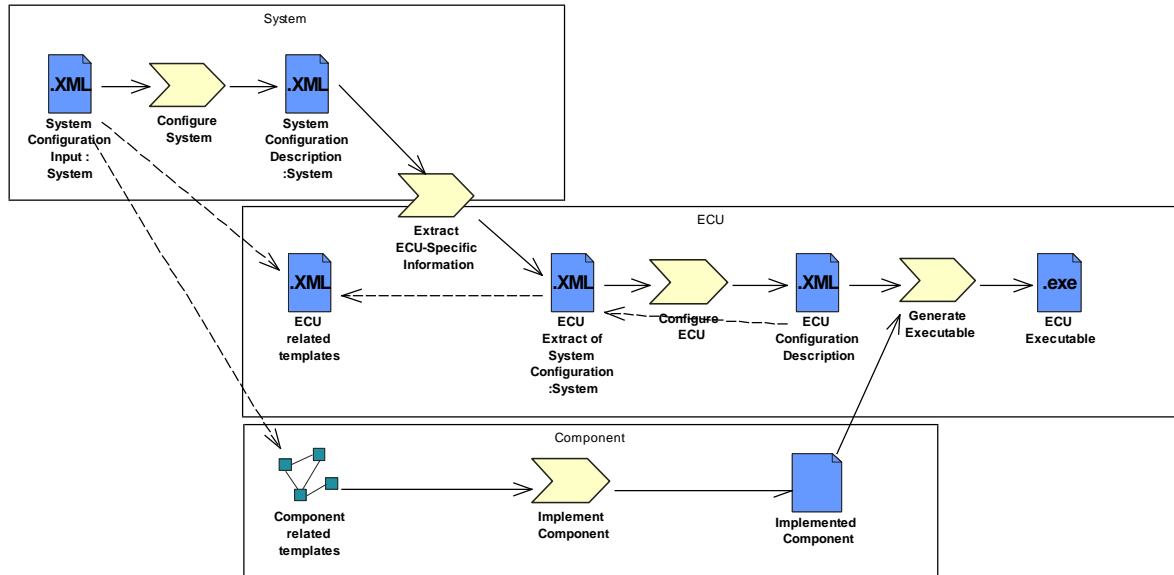 System
.XML
System
Configuration
Input :
System
Configure
System
.XML
System
Configuration
Description
:System
Extract
ECU-Specific
Information
ECU
.XML
ECU
related
templates
.XML
ECU
Extract of
System
Configuration
:System
Configure
ECU
.XML
ECU
Configuration
Description
Generate
Executable
.exe
ECU
Executable
Component
Component
related
templates
Implement
Component
Implemented
Component